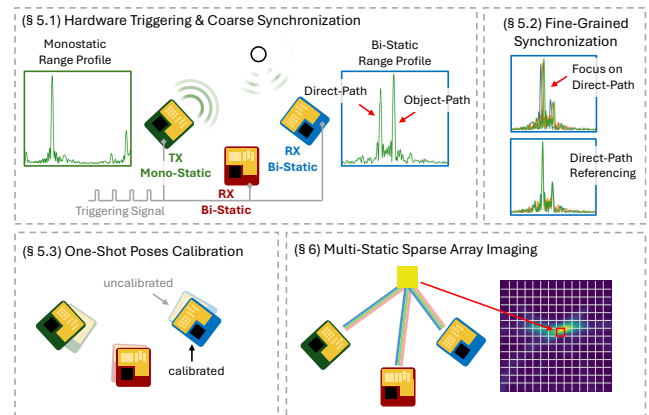 (§ 5.1) Hardware Triggering & Coarse Synchronization
Monostatic
Range Profile
Bi-Static
Range Profile
Direct-Path
Object-Path
TX
Mono-Static
RX
Bi-Static
RX
Bi-Static
Triggering Signal
(§ 5.2) Fine-Grained
Synchronization
Focus on
Direct-Path
Direct-Path
Referencing
(§ 5.3) One-Shot Poses Calibration
uncalibrated
calibrated
(§ 6) Multi-Static Sparse Array Imaging